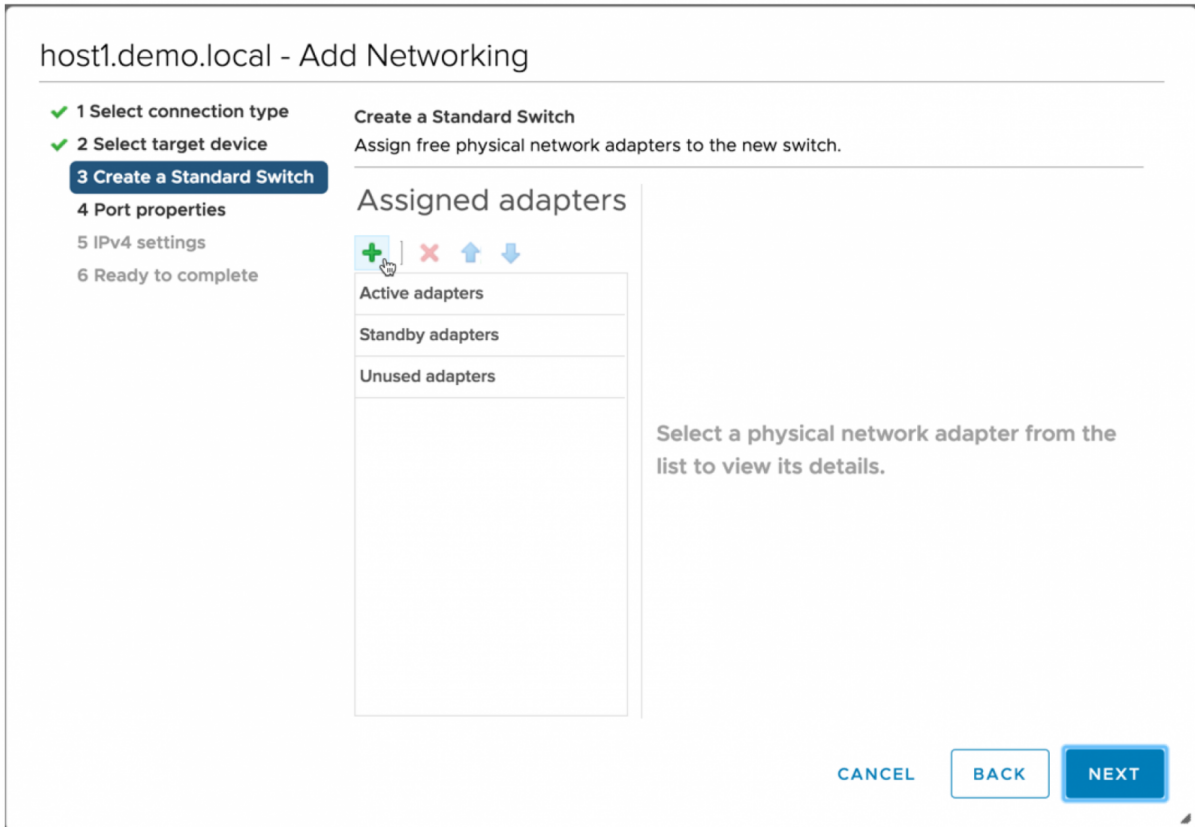 host1.demo.local - Add Networking
1 Select connection type
2 Select target device
3 Create a Standard Switch
4 Port properties
5 IPv4 settings
6 Ready to complete
Create a Standard Switch
Assign free physical network adapters to the new switch.
Assigned adapters
Active adapters
Standby adapters
Unused adapters
Select a physical network adapter from the
list to view its details.
CANCEL
BACK
NEXT